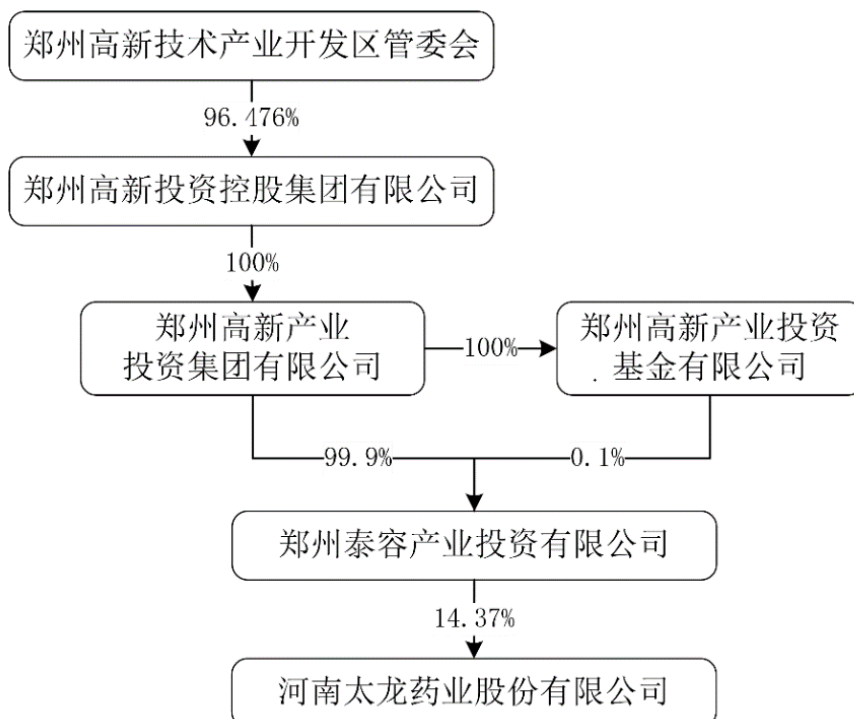 郑州高新技术产业开发区管委会
96.476%
郑州高新投资控股集团有限公司
100%
郑州高新产业
投资集团有限公司
100%
郑州高新产业投资
基金有限公司
99.9%
0.1%
郑州泰容产业投资有限公司
14.37%
河南太龙药业股份有限公司